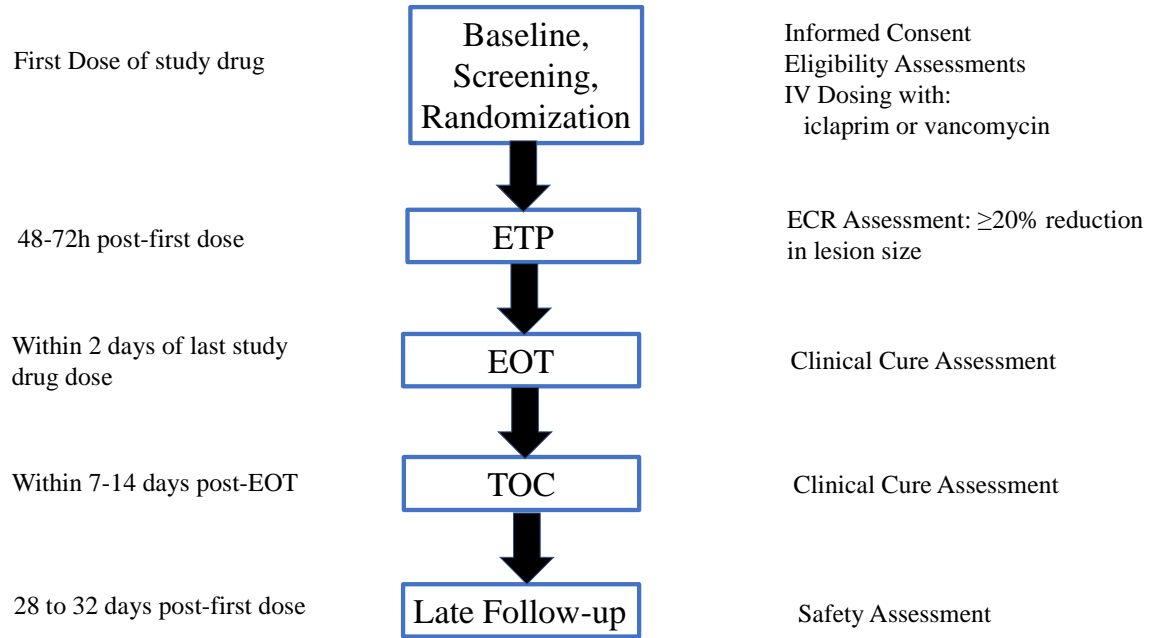 First Dose of study drug
Baseline,
Screening,
Randomization
Informed Consent
Eligibility Assessments
IV Dosing with:
iclaprim or vancomycin
48-72h post-first dose
ETP
ECR Assessment: ≥20% reduction
in lesion size
Within 2 days of last study
drug dose
EOT
Clinical Cure Assessment
Within 7-14 days post-EOT
TOC
Clinical Cure Assessment
28 to 32 days post-first dose
Late Follow-up
Safety Assessment